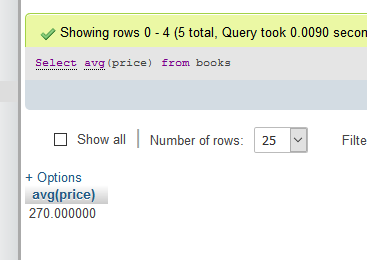 Showing rows 0 - 4 (5 total, Query took 0.0090 secon
Select avg(price) from books
Show all Number of rows: 25 Filte
+ Options
avg(price)
270.000000